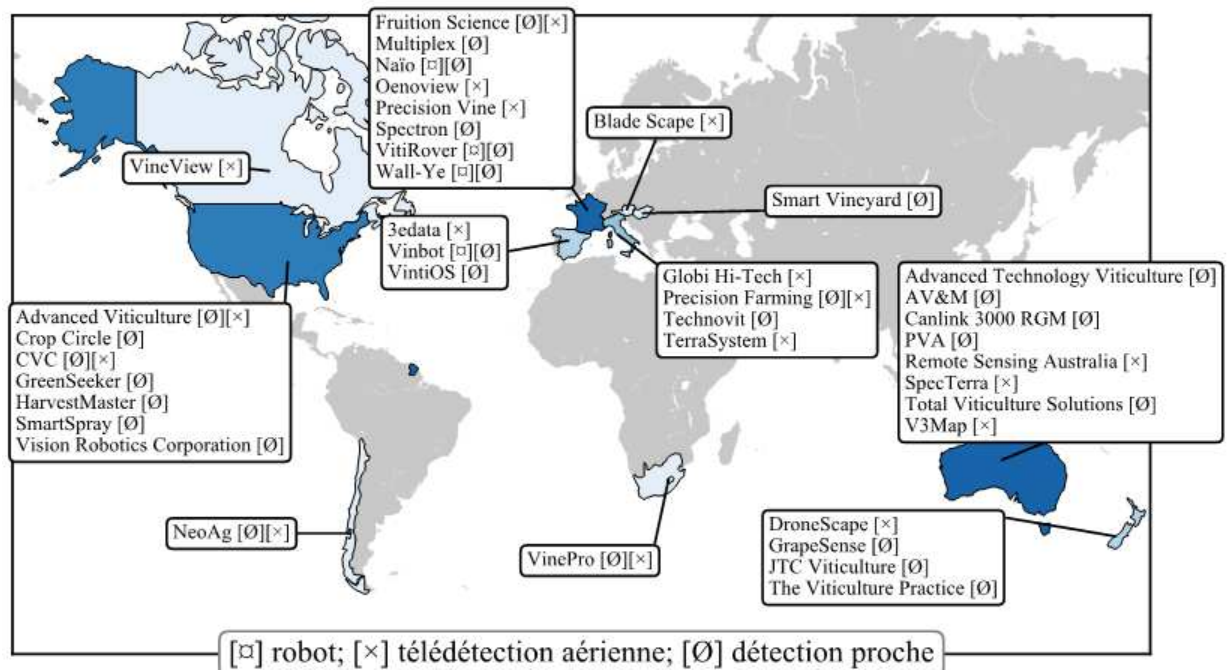 Fruition Science [Ø][×]
Multiplex [Ø]
Naïo [¤][Ø]
Oenoview [×]
Precision Vine [×]
Spectron [Ø]
VitiRover [¤][Ø]
Wall-Ye [¤][Ø]
Blade Scape [×]
VineView [×]
Smart Vineyard [Ø]
3edata [×]
Vinbot [¤][Ø]
VintiOS [Ø]
Globi Hi-Tech [×]
Precision Farming [Ø][×]
Technovit [Ø]
TerraSystem [×]
Advanced Technology Viticulture [Ø]
AV&M [Ø]
Canlink 3000 RGM [Ø]
PVA [Ø]
Remote Sensing Australia [×]
SpecTerra [×]
Total Viticulture Solutions [Ø]
V3Map [×]
Advanced Viticulture [Ø][×]
Crop Circle [Ø]
CVC [Ø][×]
GreenSeeker [Ø]
HarvestMaster [Ø]
SmartSpray [Ø]
Vision Robotics Corporation [Ø]
NeoAg [Ø][×]
VinePro [Ø][×]
DroneScape [×]
GrapeSense [Ø]
JTC Viticulture [Ø]
The Viticulture Practice [Ø]
[¤] robot; [×] télédétection aérienne; [Ø] détection proche